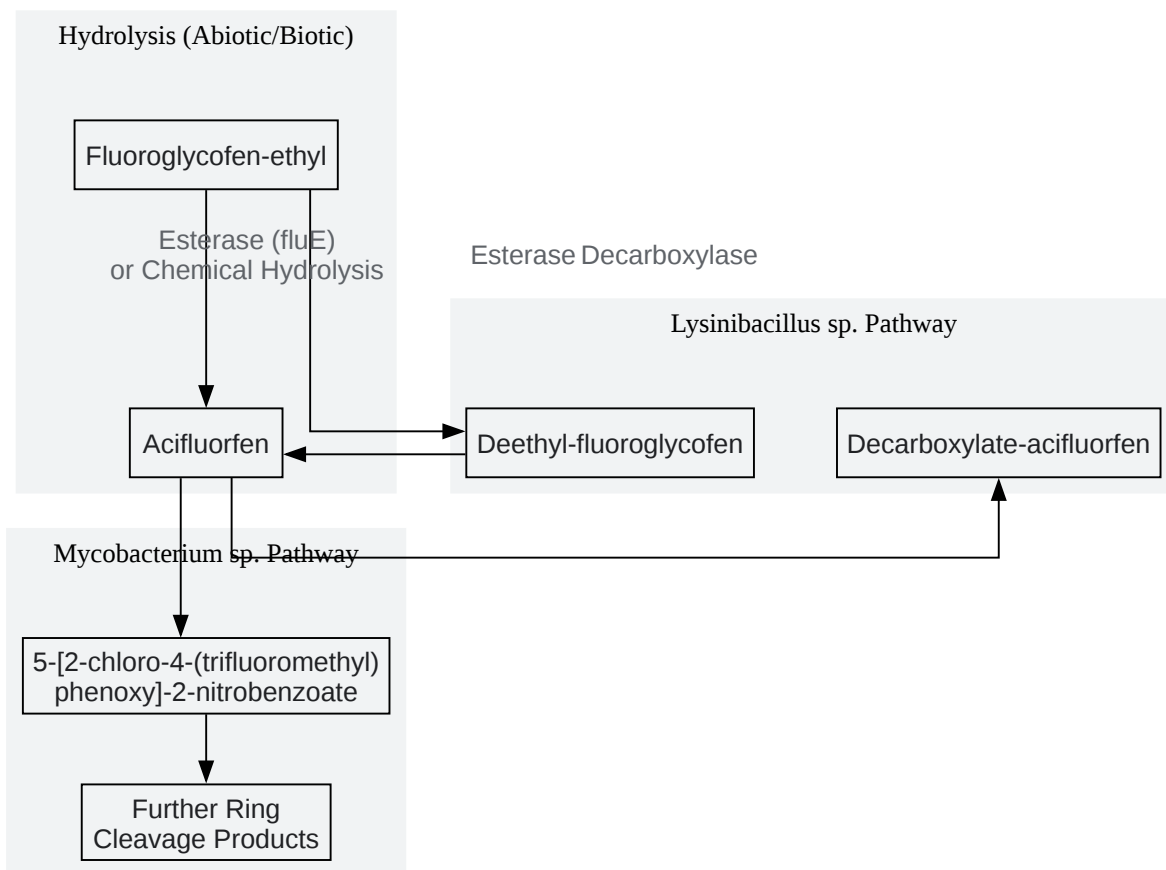 Hydrolysis (Abiotic/Biotic)
Fluoroglycofen-ethyl
Esterase (fluE)
or Chemical Hydrolysis
Esterase Decarboxylase
Lysinibacillus sp. Pathway
Acifluorfen
Deethyl-fluoroglycofen
Decarboxylate-acifluorfen
Mycobacterium sp. Pathway
5-[2-chloro-4-(trifluoromethyl)
phenoxy]-2-nitrobenzoate
Further Ring
Cleavage Products